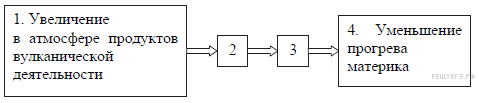 1. Увеличение
в атмосфере продуктов
вулканической
деятельности
2
3
4. Уменьшение
прогрева
материка
РЕШУЕГЭ.РФ